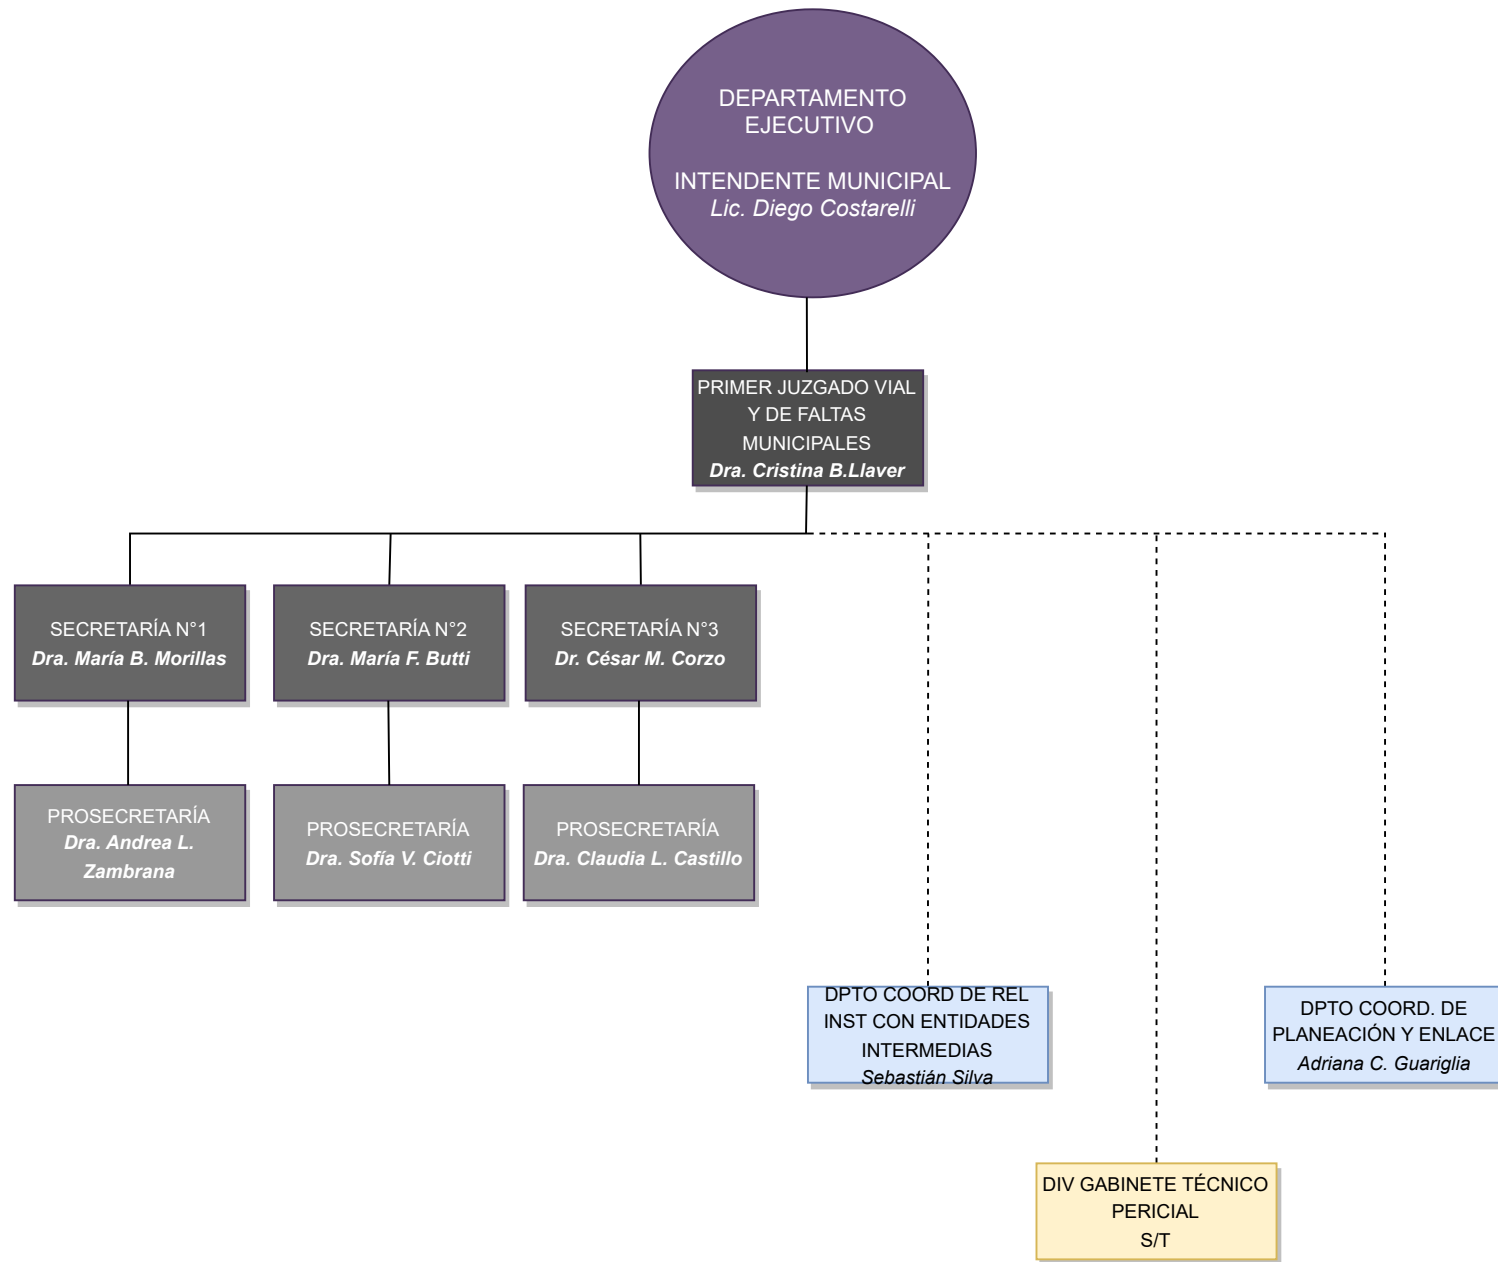 DEPARTAMENTO
EJECUTIVO
INTENDENTE MUNICIPAL
Lic. Diego Costarelli
PRIMER JUZGADO VIAL
Y DE FALTAS
MUNICIPALES
Dra. Cristina B.Llaver
SECRETARÍA N°1
Dra. María B. Morillas
SECRETARÍA N°2
Dra. María F. Butti
SECRETARÍA N°3
Dr. César M. Corzo
PROSECRETARÍA
Dra. Andrea L.
Zambrana
PROSECRETARÍA
Dra. Sofía V. Ciotti
PROSECRETARÍA
Dra. Claudia L. Castillo
DPTO COORD DE REL
INST CON ENTIDADES
INTERMEDIAS
Sebastián Silva
DPTO COORD. DE
PLANEACIÓN Y ENLACE
Adriana C. Guariglia
DIV GABINETE TÉCNICO
PERICIAL
S/T